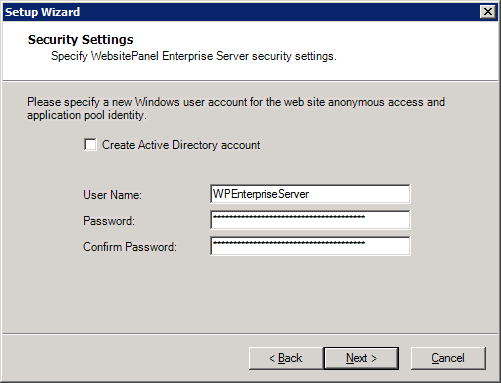 Setup Wizard
Security Settings
Specify WebsitePanel Enterprise Server security settings.
Please specify a new Windows user account for the web site anonymous access and
application pool identity.
Create Active Directory account
User Name: WPEnterpriseServer
Password: *************************************
Confirm Password: *************************************
< Back Next > Cancel